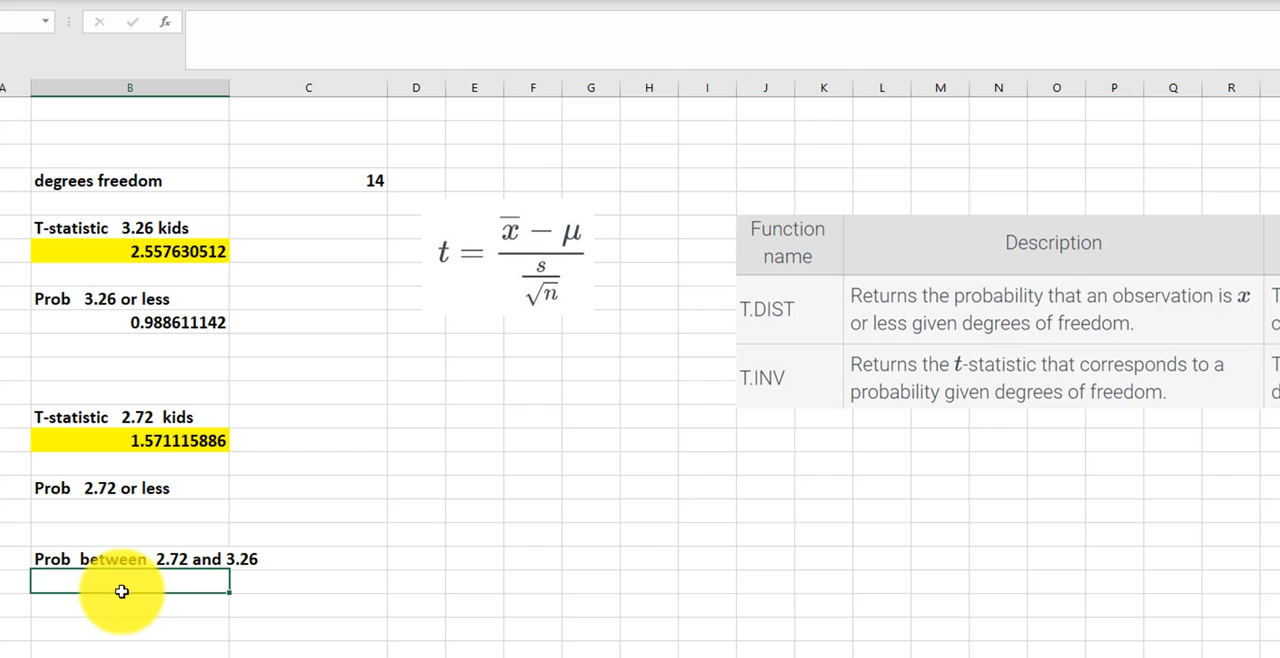 fx
A B C D E F G H I J K L M N O P Q R
degrees freedom 14
T-statistic 3.26 kids
2.557630512
Prob 3.26 or less
0.988611142
T-statistic 2.72 kids
1.571115886
Prob 2.72 or less
Prob between 2.72 and 3.26
t = x̅ − μ
s
√n
Function
name
Description
T.DIST
Returns the probability that an observation is x
or less given degrees of freedom.
T.INV
Returns the t-statistic that corresponds to a
probability given degrees of freedom.